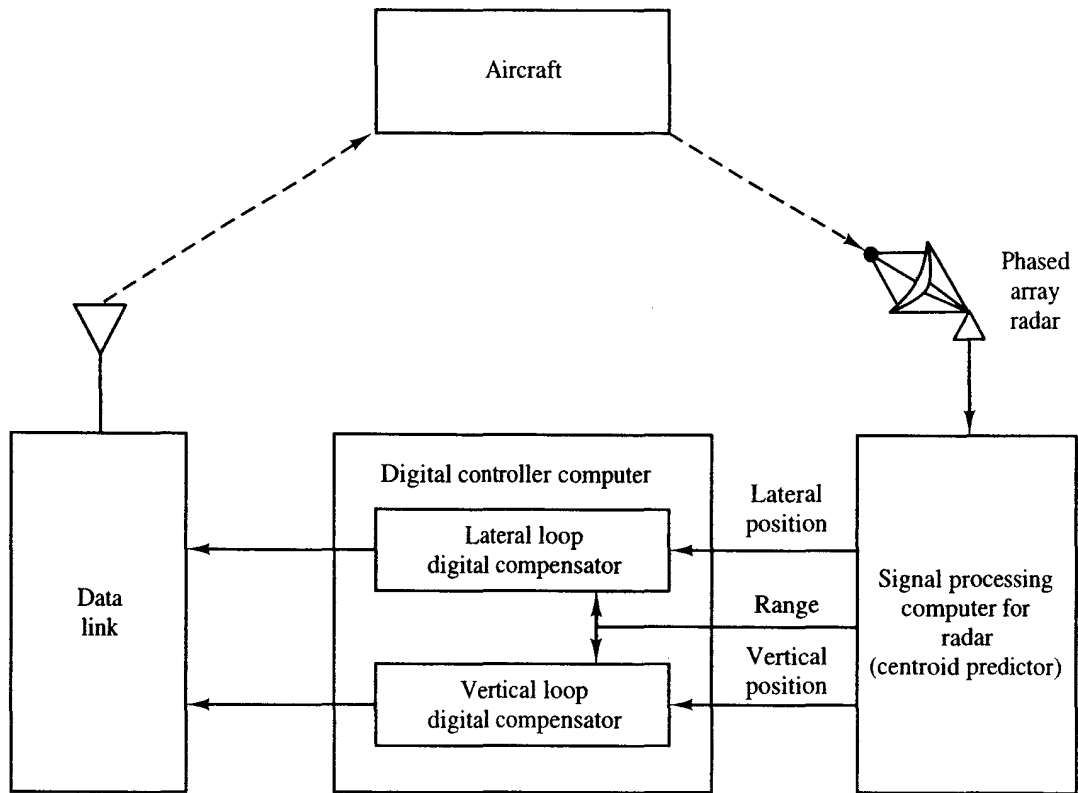 Aircraft
Phased
array
radar
Digital controller computer
Lateral loop
digital compensator
Vertical loop
digital compensator
Lateral
position
Range
Vertical
position
Data
link
Signal processing
computer for
radar
(centroid predictor)